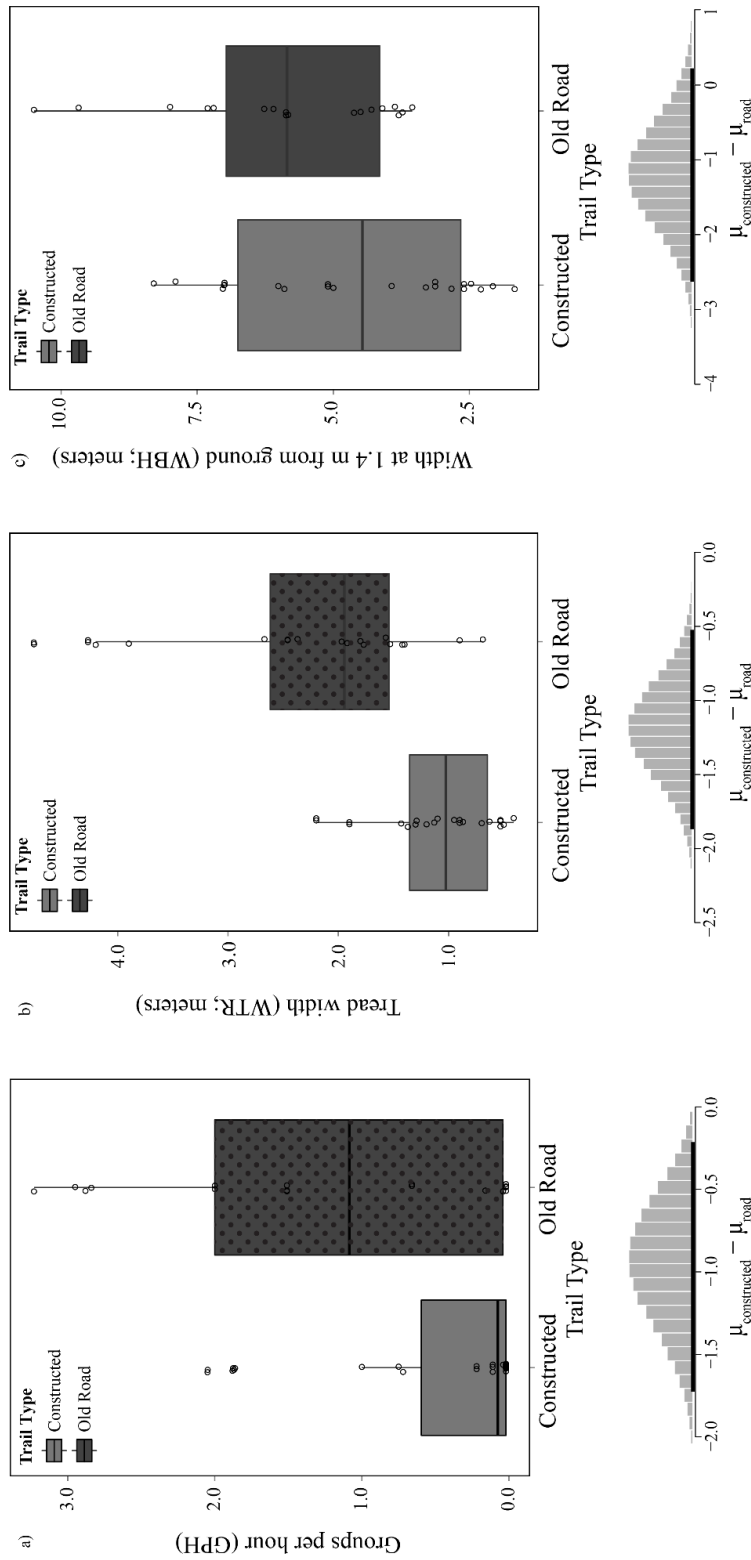 a)
Groups per hour (GPH)
3.0
2.0
1.0
0.0
Trail Type
Constructed
Old Road
Constructed
Old Road
Trail Type
−2.0
−1.5
−1.0
−0.5
0.0
μconstructed − μroad
b)
Tread width (WTR; meters)
4.0
3.0
2.0
1.0
Trail Type
Constructed
Old Road
Constructed
Old Road
Trail Type
−2.5
−2.0
−1.5
−1.0
−0.5
0.0
μconstructed − μroad
c)
Width at 1.4 m from ground (WBH; meters)
10.0
7.5
5.0
2.5
Trail Type
Constructed
Old Road
Constructed
Old Road
Trail Type
−4
−3
−2
−1
0
1
μconstructed − μroad